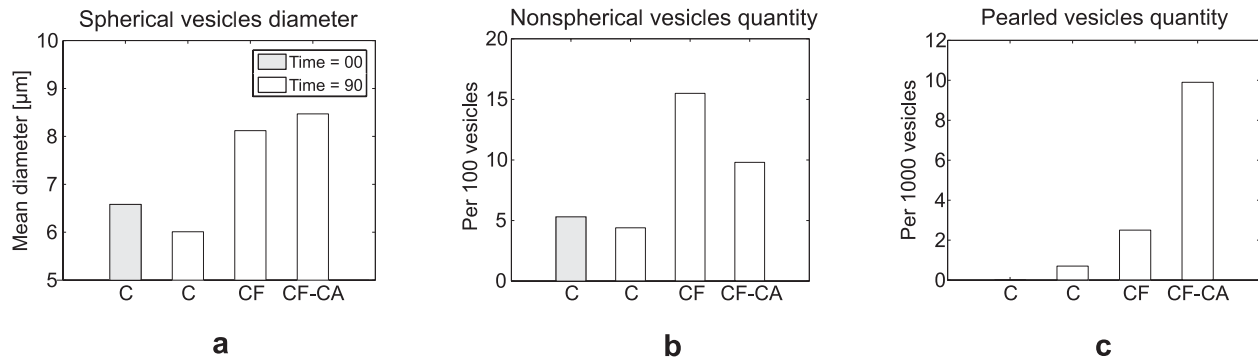 Spherical vesicles diameter
Mean diameter [µm]
10
9
8
7
6
5
Time = 00
Time = 90
C C CF CF-CA
a
Nonspherical vesicles quantity
Per 100 vesicles
20
15
10
5
0
C C CF CF-CA
b
Pearled vesicles quantity
Per 1000 vesicles
12
10
8
6
4
2
0
C C CF CF-CA
c